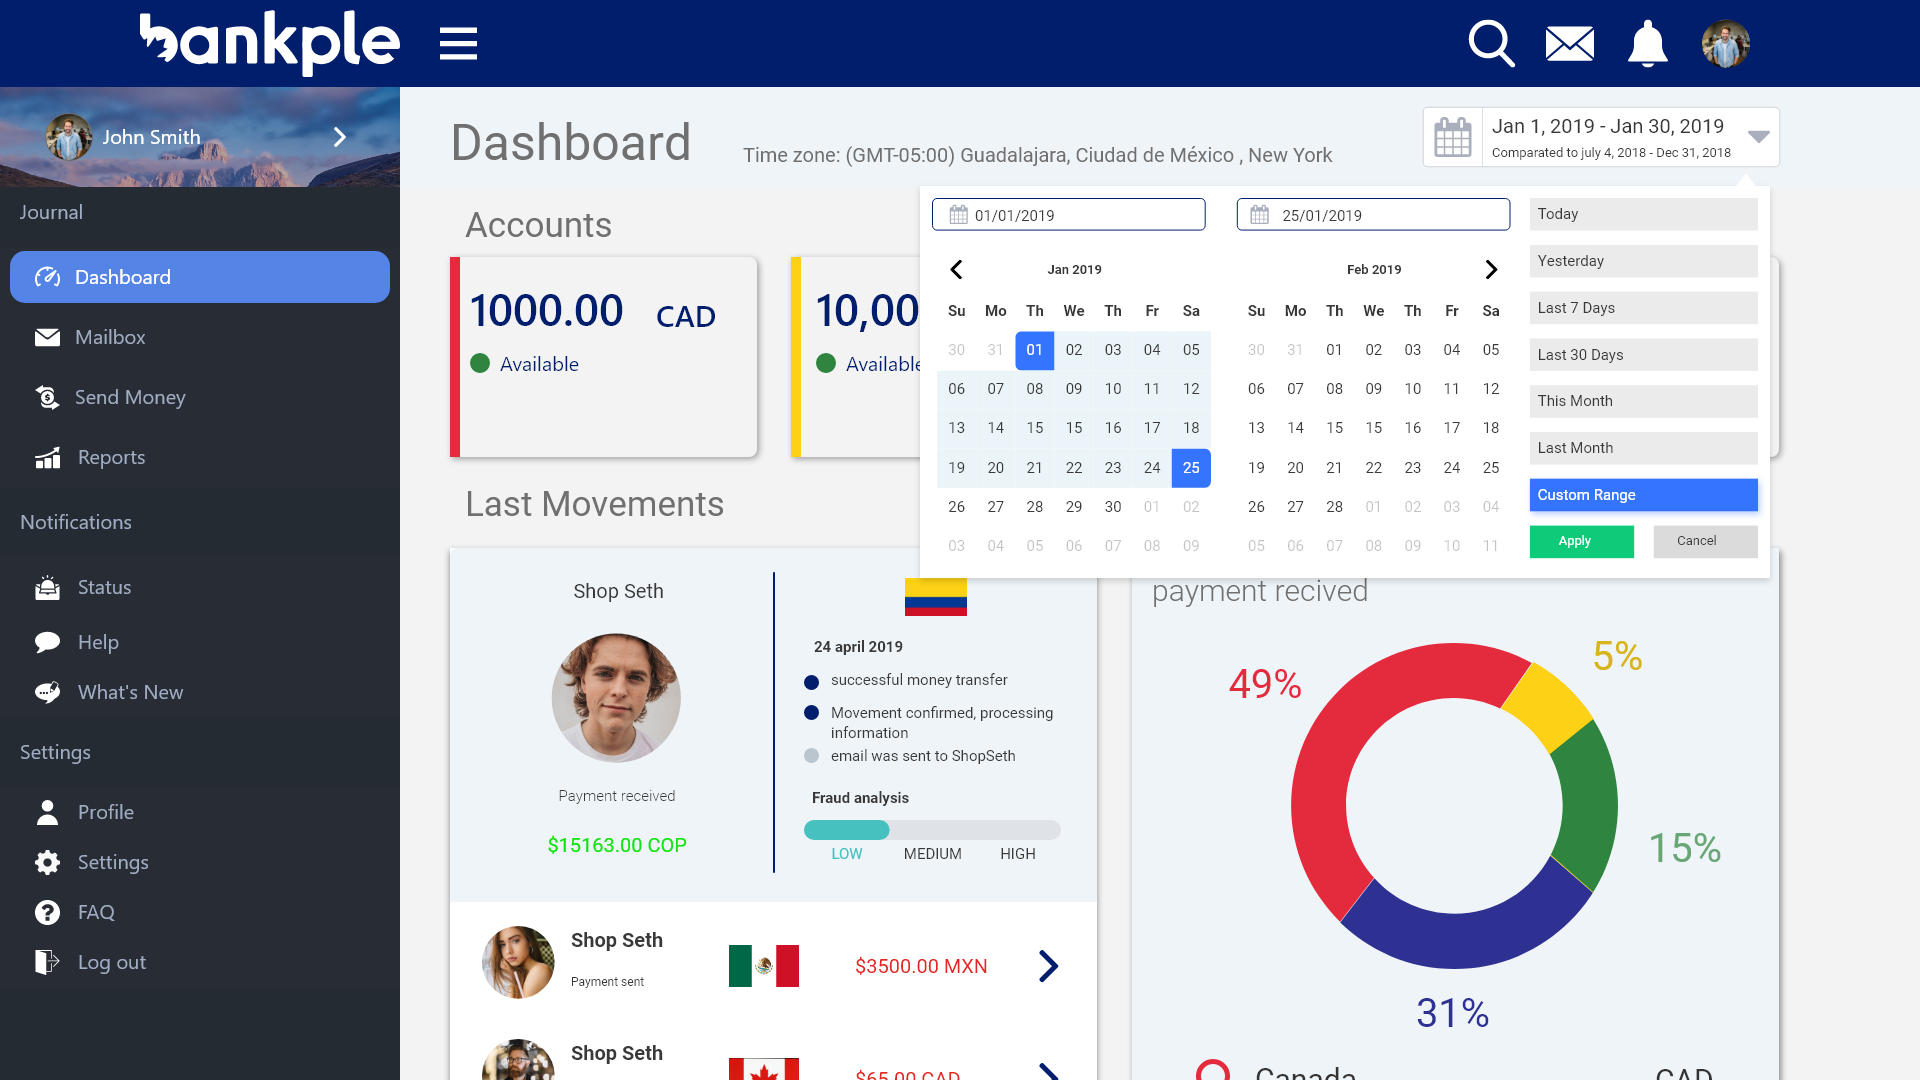 bankple
John Smith
Journal
Dashboard
Mailbox
Send Money
Reports
Notifications
Status
Help
What's New
Settings
Profile
Settings
FAQ
Log out
Dashboard
Time zone: (GMT-05:00) Guadalajara, Ciudad de México , New York
Jan 1, 2019 - Jan 30, 2019
Comparated to july 4, 2018 - Dec 31, 2018
Accounts
1000.00 CAD
Available
10,00
Available
01/01/2019
25/01/2019
Jan 2019
Su Mo Th We Th Fr Sa
30 31 01 02 03 04 05
06 07 08 09 10 11 12
13 14 15 15 16 17 18
19 20 21 22 23 24 25
26 27 28 29 30 01 02
03 04 05 06 07 08 09
Feb 2019
Su Mo Th We Th Fr Sa
30 31 01 02 03 04 05
06 07 08 09 10 11 12
13 14 15 15 16 17 18
19 20 21 22 23 24 25
26 27 28 01 02 03 04
05 06 07 08 09 10 11
Today
Yesterday
Last 7 Days
Last 30 Days
This Month
Last Month
Custom Range
Apply
Cancel
Last Movements
Shop Seth
Payment received
$15163.00 COP
24 april 2019
successful money transfer
Movement confirmed, processing
information
email was sent to ShopSeth
Fraud analysis
LOW MEDIUM HIGH
Shop Seth
Payment sent
$3500.00 MXN
Shop Seth
$65.00 CAD
payment recived
49%
5%
15%
31%
Canada
CAD